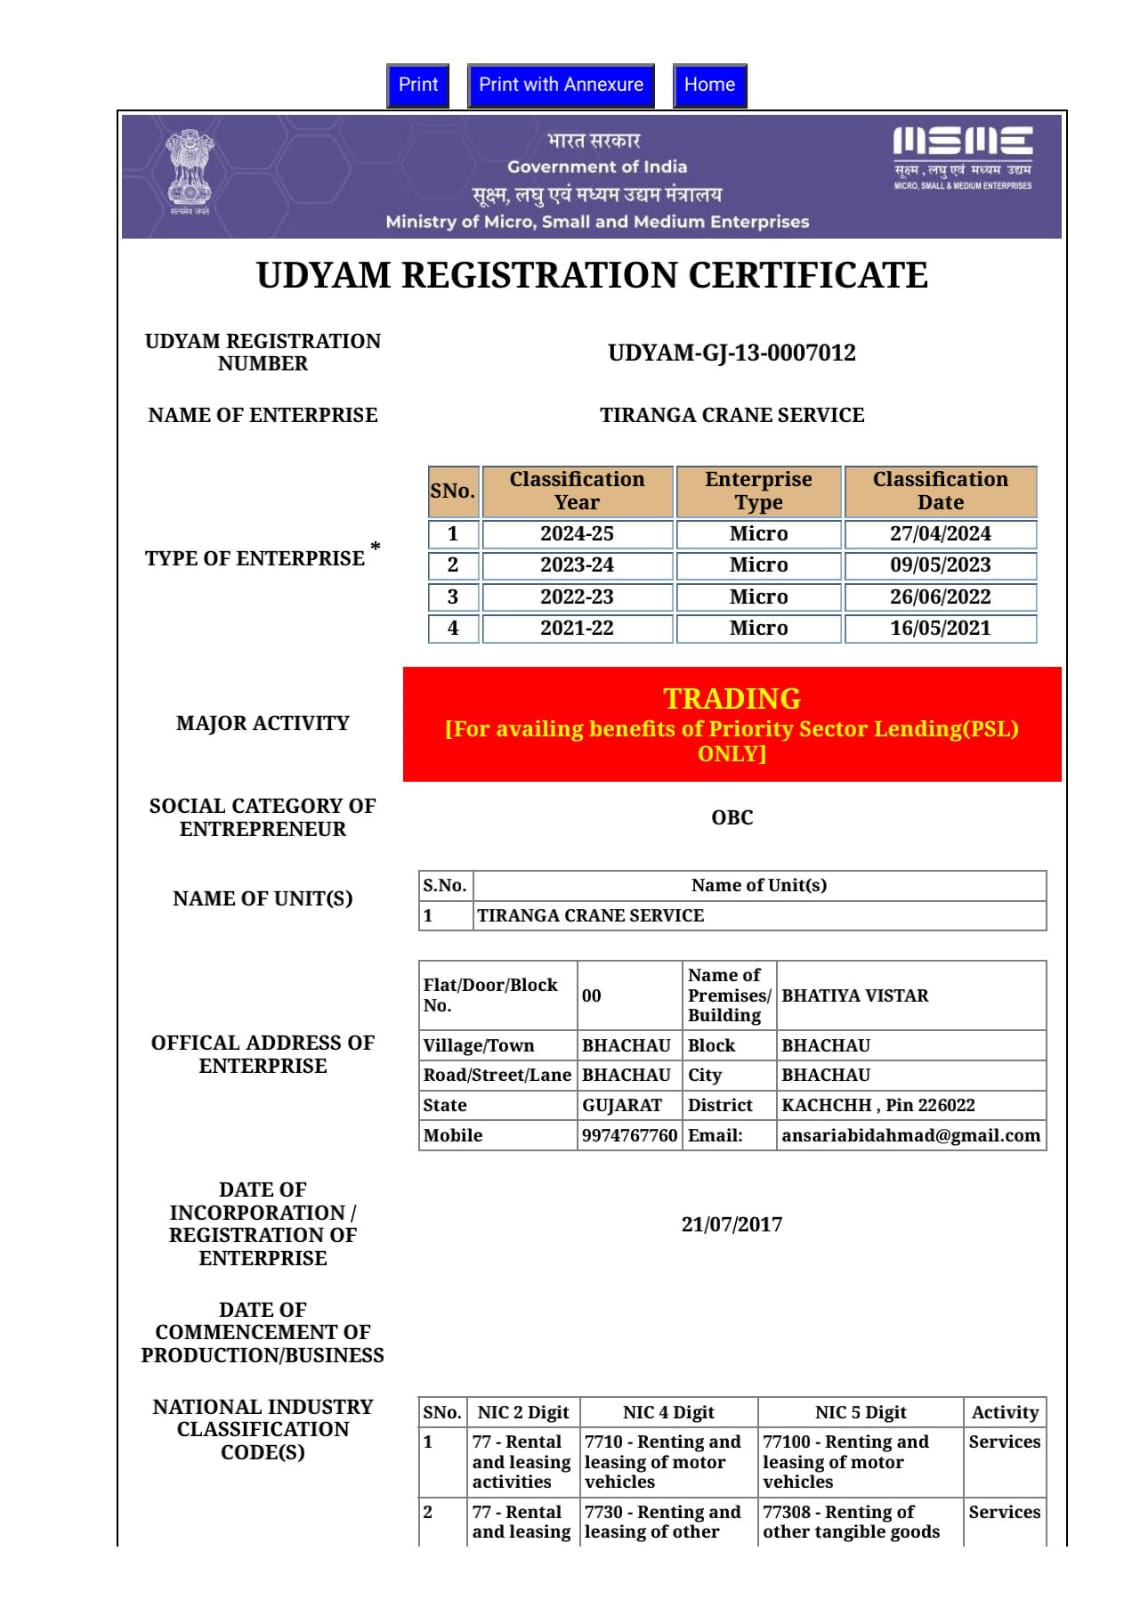 Print
Print with Annexure
Home
भारत सरकार
Government of India
सूक्ष्म, लघु एवं मध्यम उद्यम मंत्रालय
Ministry of Micro, Small and Medium Enterprises
सत्यमेव जयते
MSME
सूक्ष्म , लघु एवं मध्यम उद्यम
MICRO, SMALL & MEDIUM ENTERPRISES
UDYAM REGISTRATION CERTIFICATE
UDYAM REGISTRATION
NUMBER
UDYAM-GJ-13-0007012
NAME OF ENTERPRISE
TIRANGA CRANE SERVICE
TYPE OF ENTERPRISE *
SNo. Classification Year Enterprise Type Classification Date
1 2024-25 Micro 27/04/2024
2 2023-24 Micro 09/05/2023
3 2022-23 Micro 26/06/2022
4 2021-22 Micro 16/05/2021
MAJOR ACTIVITY
TRADING
[For availing benefits of Priority Sector Lending(PSL)
ONLY]
SOCIAL CATEGORY OF
ENTREPRENEUR
OBC
NAME OF UNIT(S)
S.No. Name of Unit(s)
1 TIRANGA CRANE SERVICE
OFFICAL ADDRESS OF
ENTERPRISE
Flat/Door/Block No. 00 Name of Premises/ Building BHATIYA VISTAR
Village/Town BHACHAU Block BHACHAU
Road/Street/Lane BHACHAU City BHACHAU
State GUJARAT District KACHCHH , Pin 226022
Mobile 9974767760 Email: ansariabidahmad@gmail.com
DATE OF
INCORPORATION /
REGISTRATION OF
ENTERPRISE
21/07/2017
DATE OF
COMMENCEMENT OF
PRODUCTION/BUSINESS
NATIONAL INDUSTRY
CLASSIFICATION
CODE(S)
SNo. NIC 2 Digit NIC 4 Digit NIC 5 Digit Activity
1 77 - Rental and leasing activities 7710 - Renting and leasing of motor vehicles 77100 - Renting and leasing of motor vehicles Services
2 77 - Rental and leasing 7730 - Renting and leasing of other 77308 - Renting of other tangible goods Services